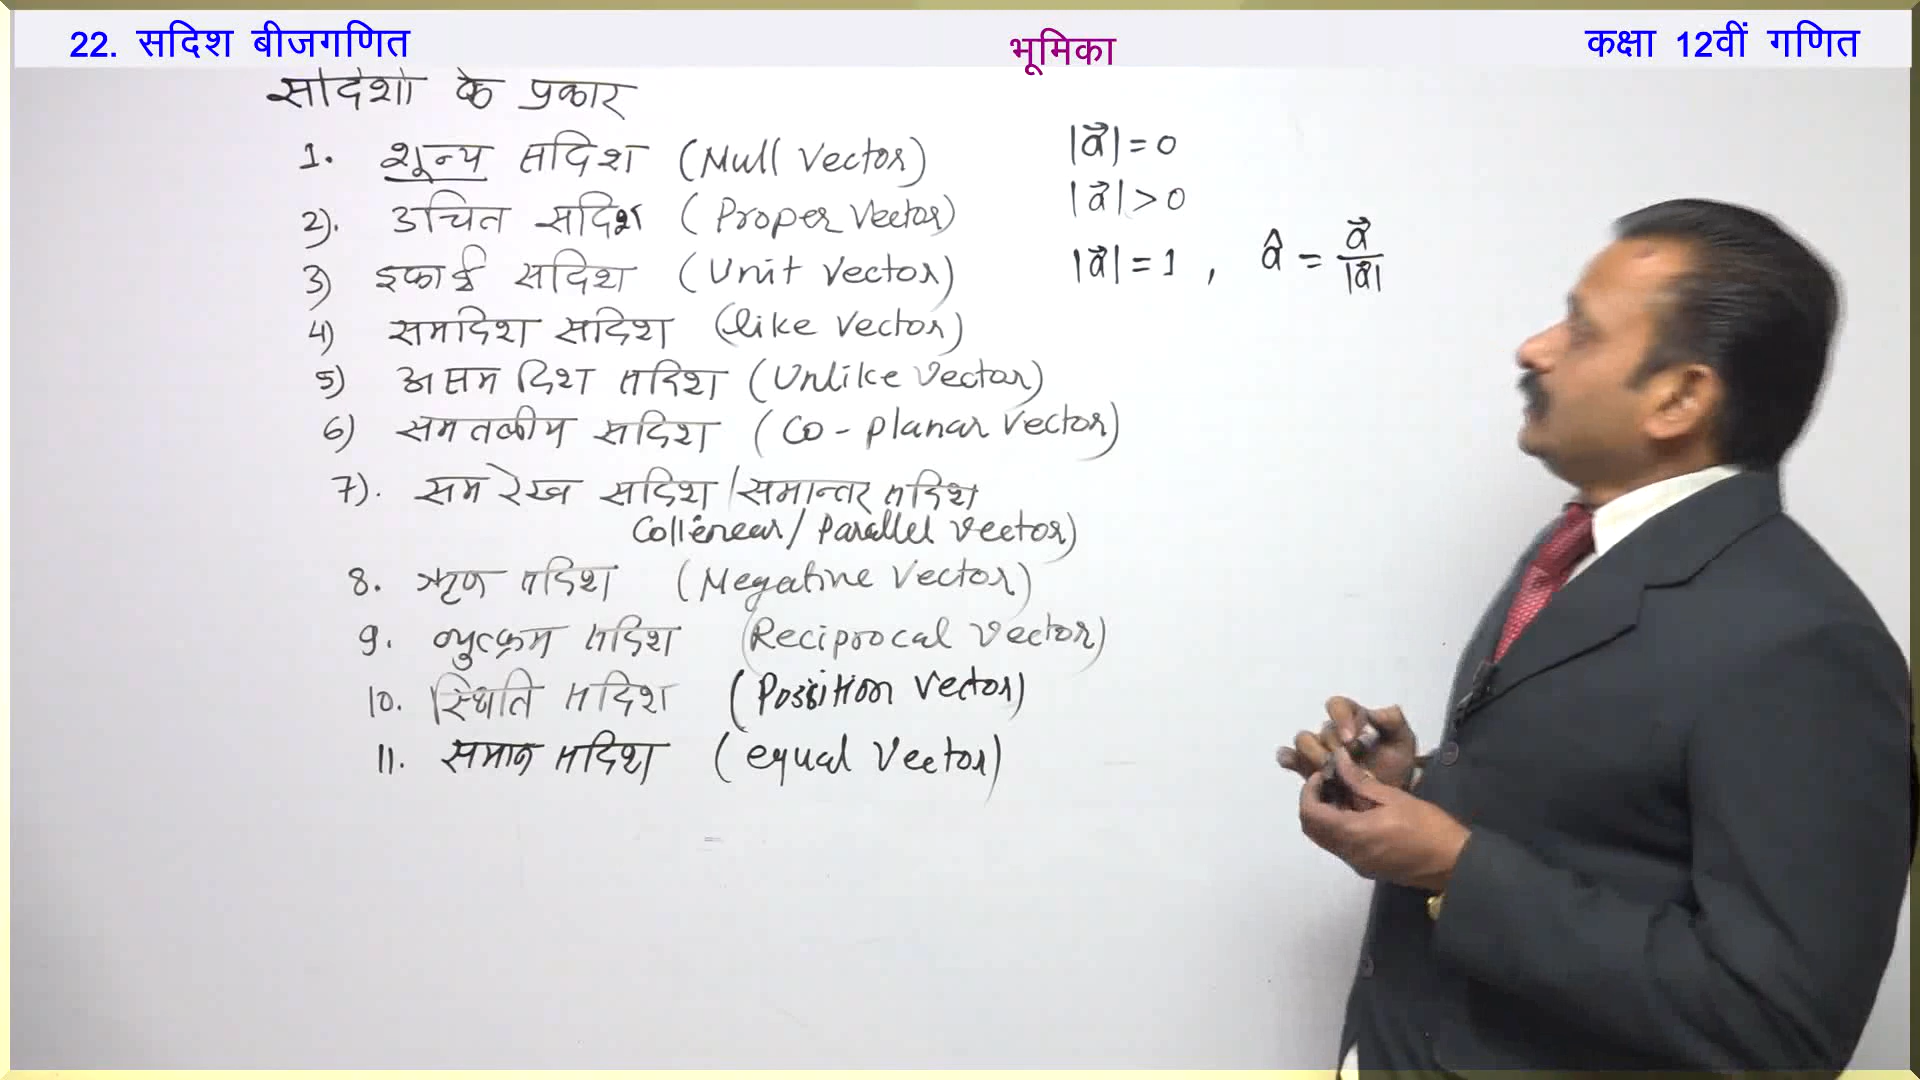 22. सदिश बीजगणित
भूमिका
कक्षा 12वीं गणित
सदिशों के प्रकार
1. शून्य सदिश (Null Vector) |a⃗| = 0
2). उचित सदिश (Proper Vector) |a⃗| > 0
3) इकाई सदिश (Unit Vector) |a⃗| = 1 , â = a⃗/|a⃗|
4) समदिश सदिश (like Vector)
5) असमदिश सदिश (Unlike Vector)
6) समतलीय सदिश (Co - planar Vector)
7). समरेख सदिश / समान्तर सदिश
Collinear / Parallel Vector)
8. ऋण सदिश (Negative Vector)
9. व्युत्क्रम सदिश (Reciprocal Vector)
10. स्थिति सदिश (Position Vector)
11. समान सदिश (equal Vector)